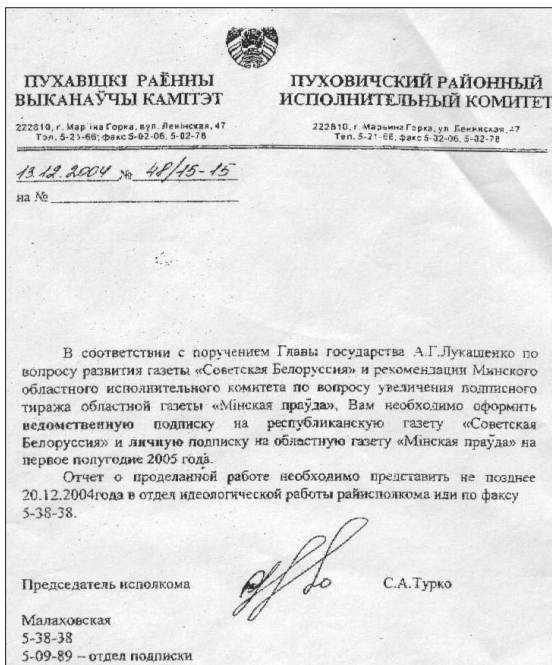 ПУХАВІЦКІ РАЁННЫ
ВЫКАНАЎЧЫ КАМІТЭТ
222810, г. Мар'іна Горка, вул. Ленінская, 47
Тэл. 5-21-68; факс 5-02-06, 5-02-78
ПУХОВИЧСКИЙ РАЙОННЫЙ
ИСПОЛНИТЕЛЬНЫЙ КОМИТЕТ
222810, г. Марьина Горка, ул. Ленинская, 47
Тел. 5-21-68, факс 5-02-06, 5-02-78
13.12.2004 № 48/15-15
на №
В соответствии с поручением Главы государства А.Г.Лукашенко по
вопросу развития газеты «Советская Белоруссия» и рекомендации Минского
областного исполнительного комитета по вопросу увеличения подписного
тиража областной газеты «Мінская праўда», Вам необходимо оформить
ведомственную подписку на республиканскую газету «Советская
Белоруссия» и личную подписку на областную газету «Мінская праўда» на
первое полугодие 2005 года.
Отчет о проделанной работе необходимо представить не позднее
20.12.2004года в отдел идеологической работы райисполкома или по факсу
5-38-38.
Председатель исполкома С.А.Турко
Малаховская
5-38-38
5-09-89 – отдел подписки